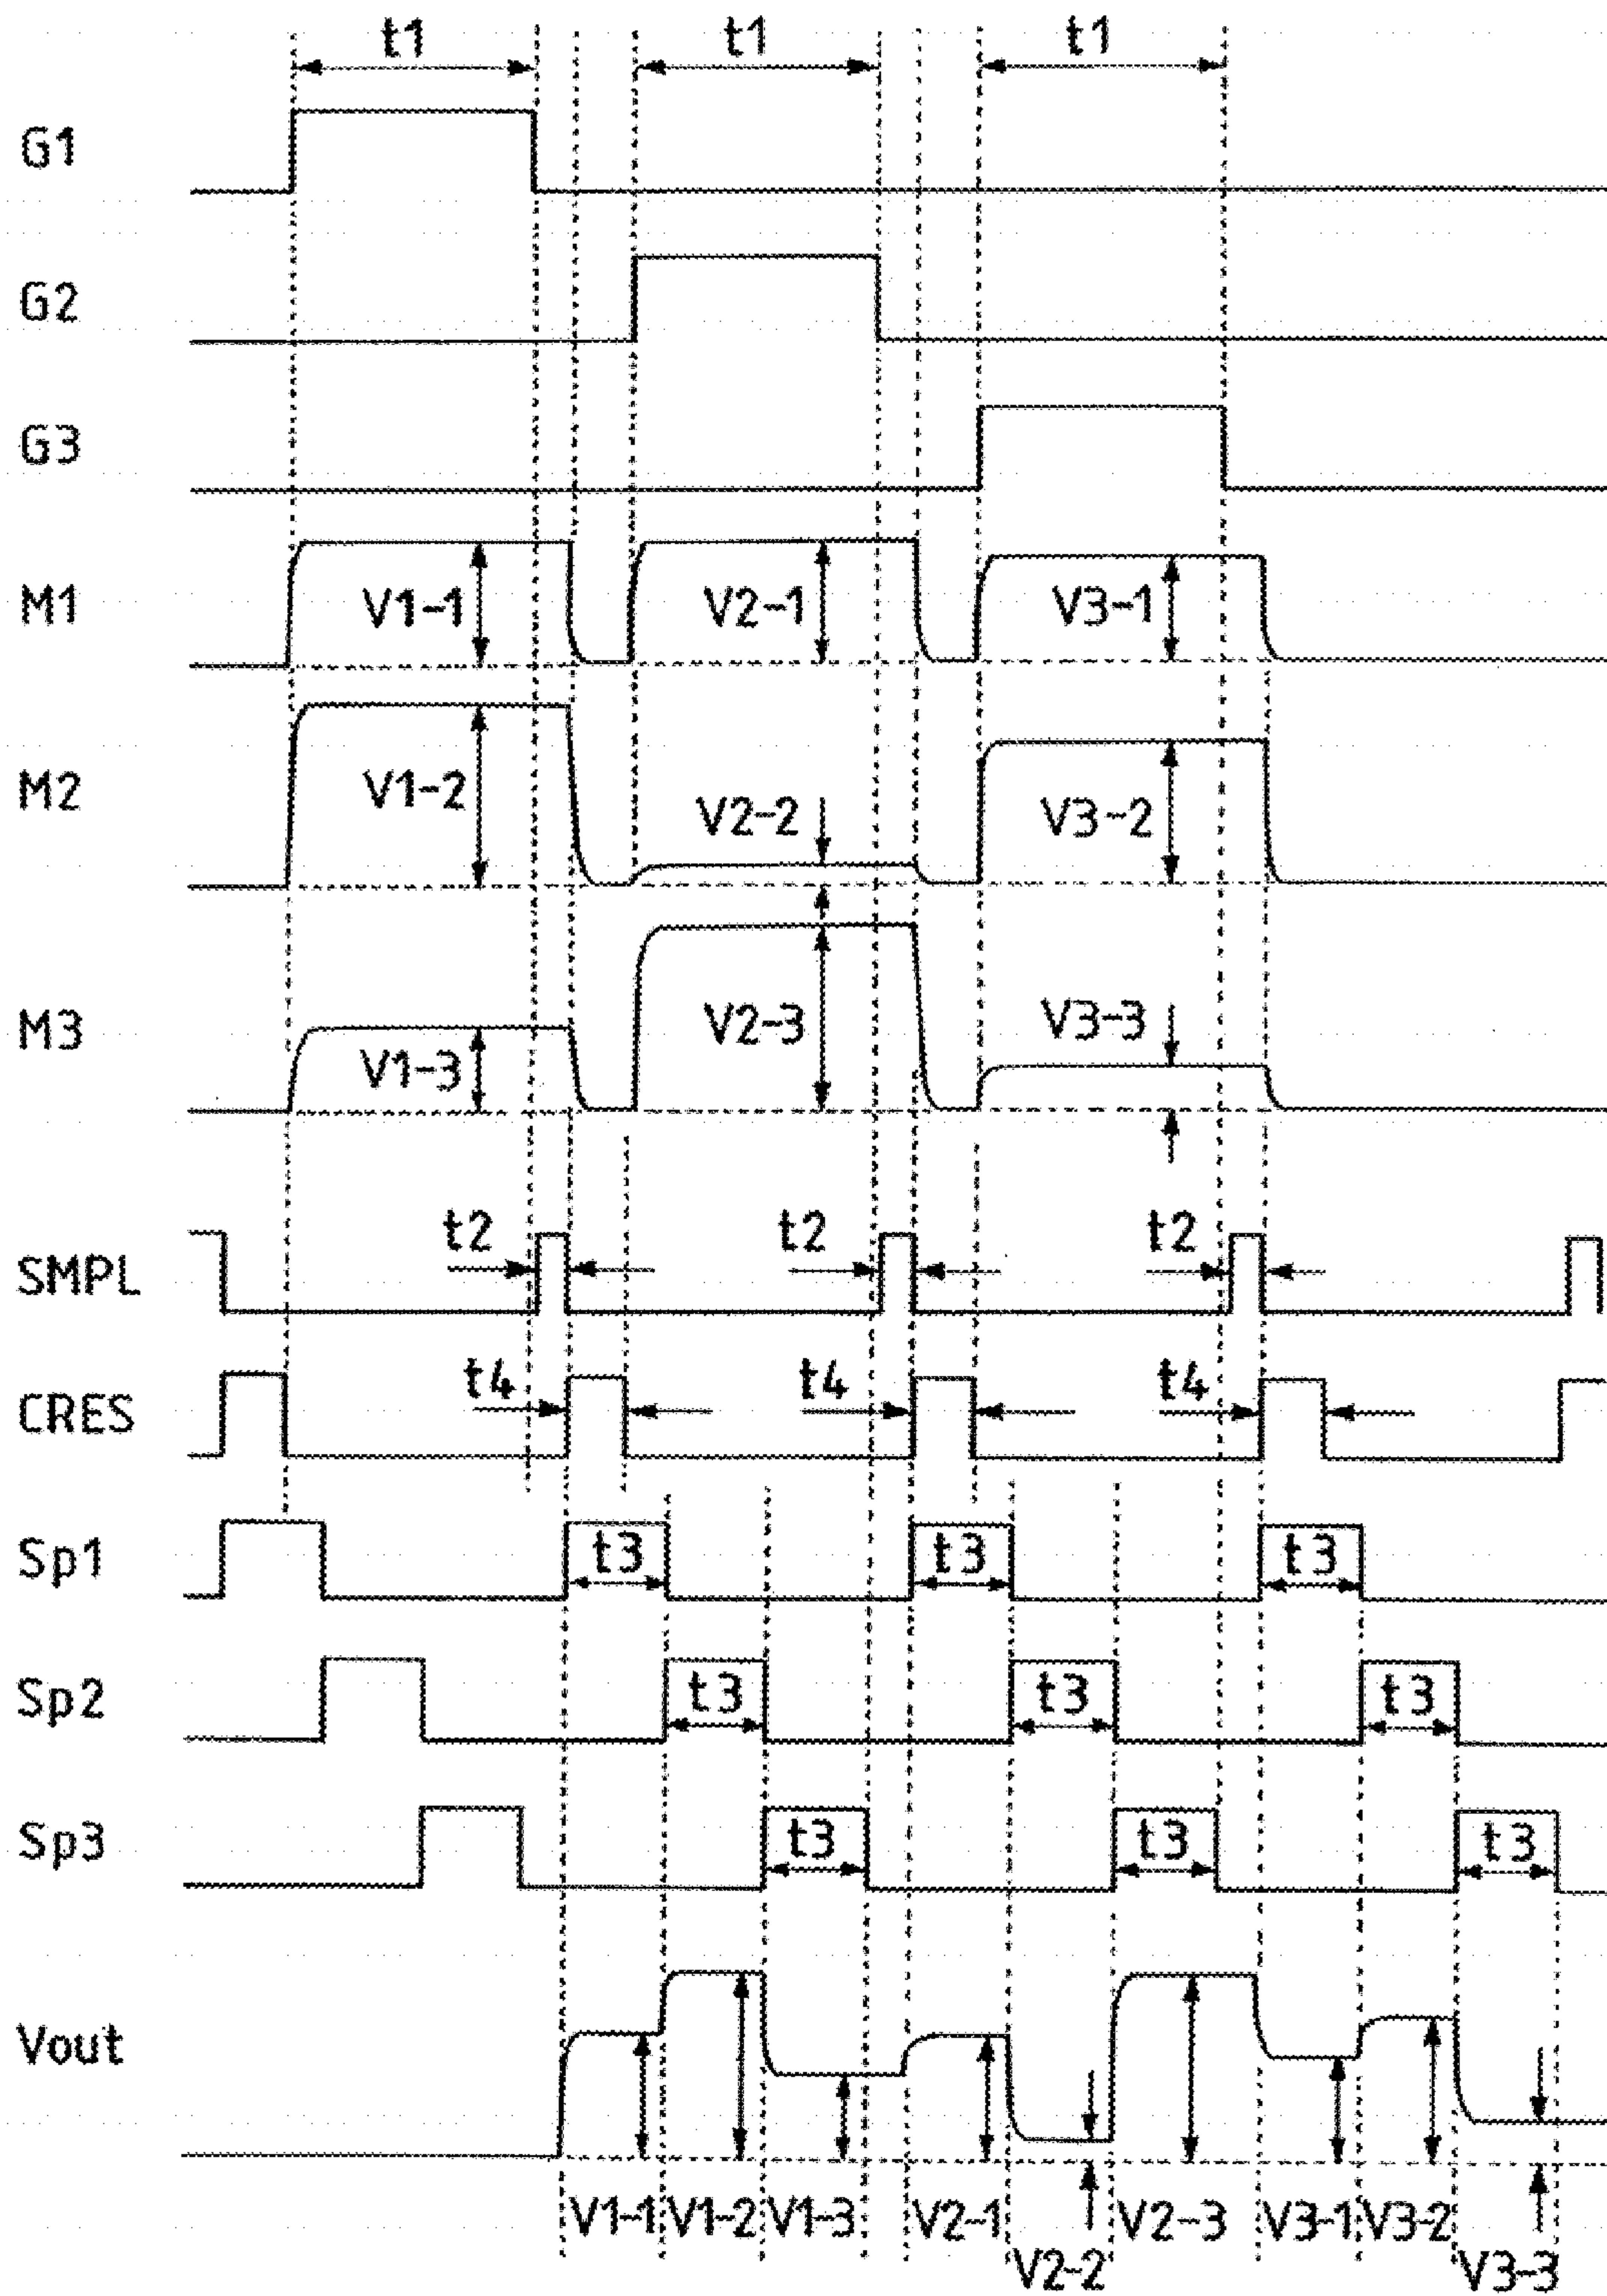 t1 t1 t1
G1
G2
G3
M1 V1-1 V2-1 V3-1
M2 V1-2 V2-2 V3-2
M3 V1-3 V2-3 V3-3
SMPL t2 t2 t2
CRES t4 t4 t4
Sp1 t3 t3 t3
Sp2 t3 t3 t3
Sp3 t3 t3 t3
Vout
V1-1 V1-2 V1-3 V2-1 V2-3 V3-1 V3-2
V2-2 V3-3